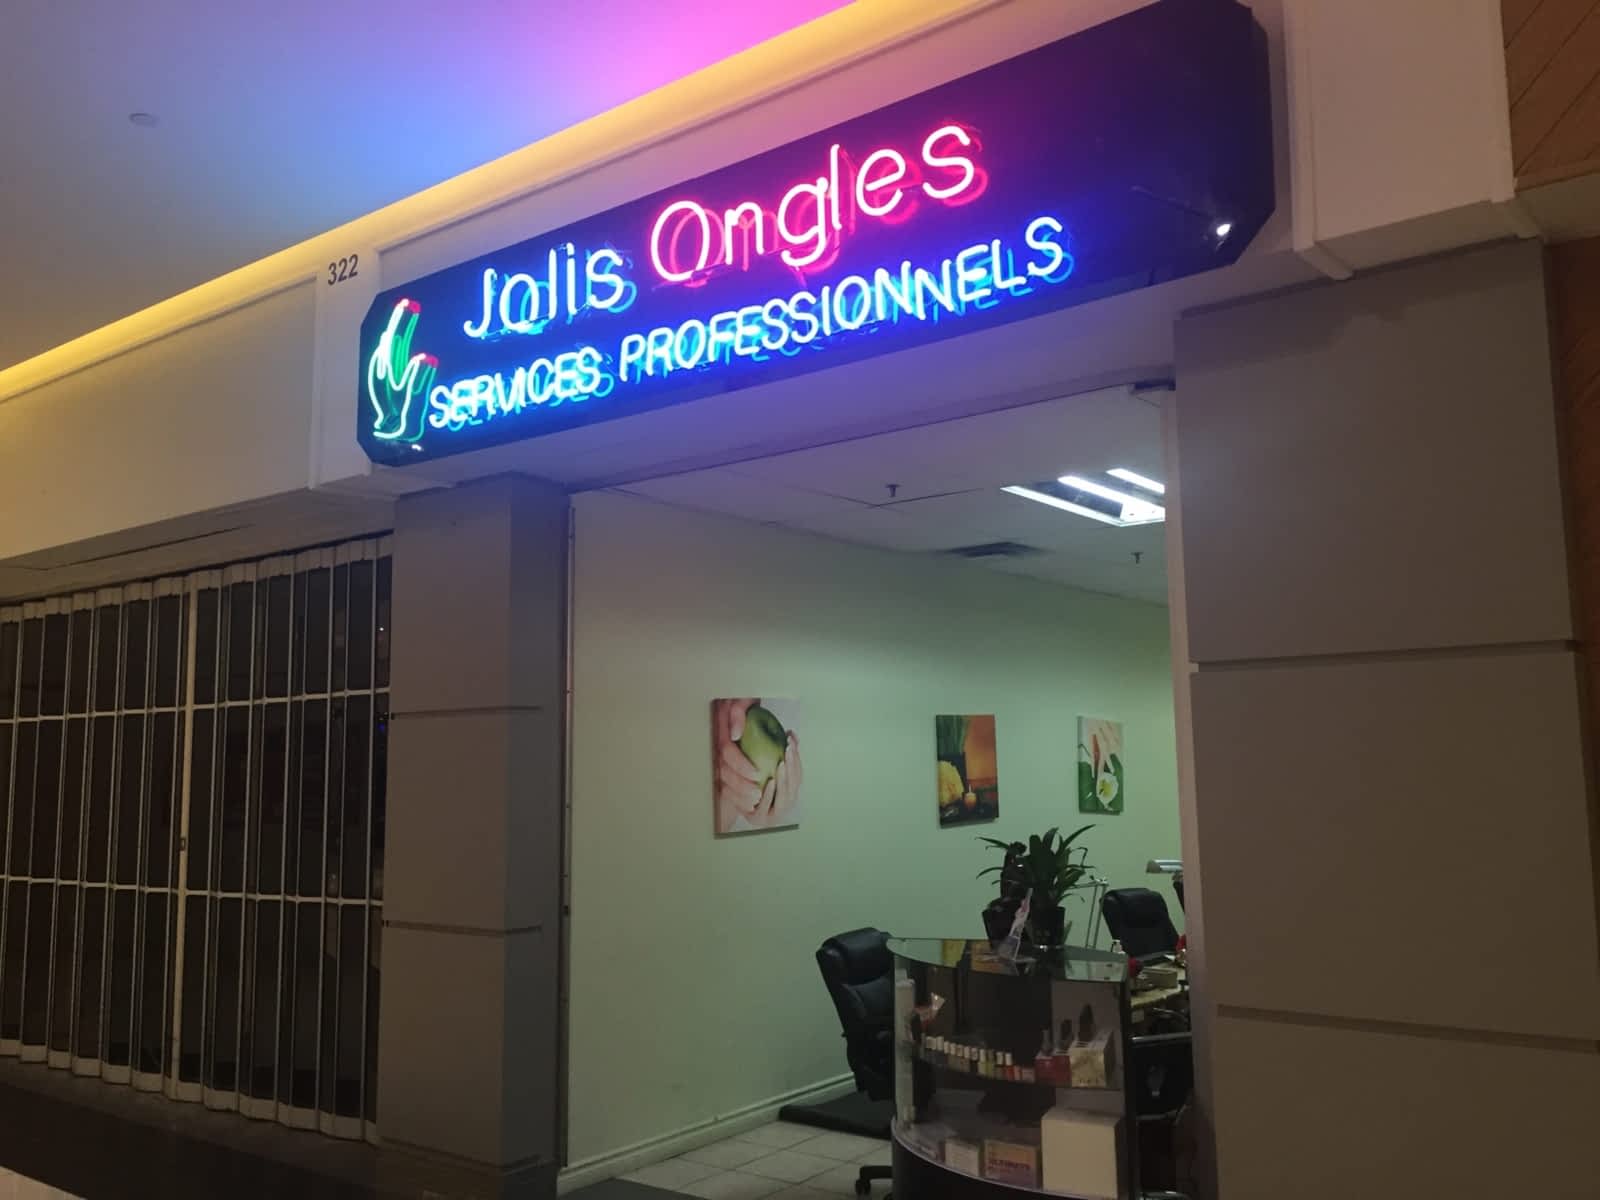 322
Jolis Ongles
SERVICES PROFESSIONNELS